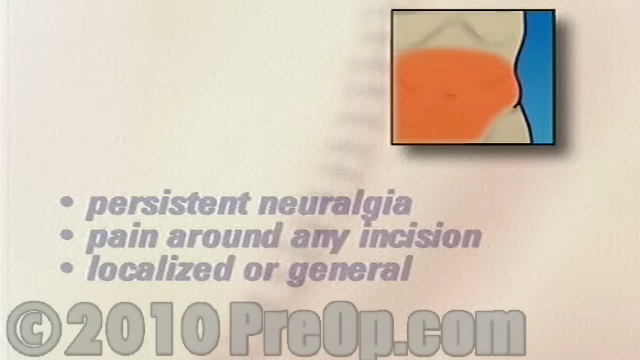 • persistent neuralgia
• pain around any incision
• localized or general
© 2010 PreOp.com